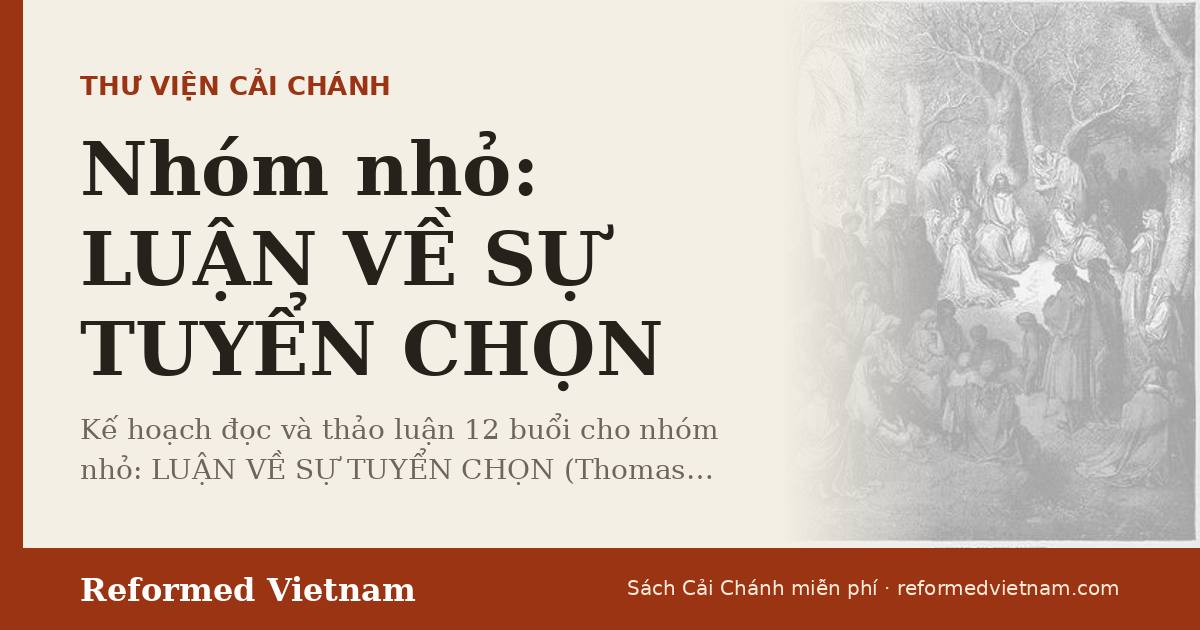 THƯ VIỆN CẢI CHÁNH
Nhóm nhỏ:
LUẬN VỀ SỰ
TUYỂN CHỌN
Kế hoạch đọc và thảo luận 12 buổi cho nhóm
nhỏ: LUẬN VỀ SỰ TUYỂN CHỌN (Thomas…
Reformed Vietnam
Sách Cải Chánh miễn phí · reformedvietnam.com